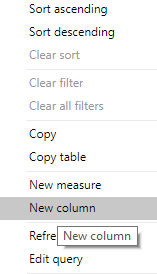 Sort ascending
Sort descending
Clear sort
Clear filter
Clear all filters
Copy
Copy table
New measure
New column
Refre
New column
Edit query